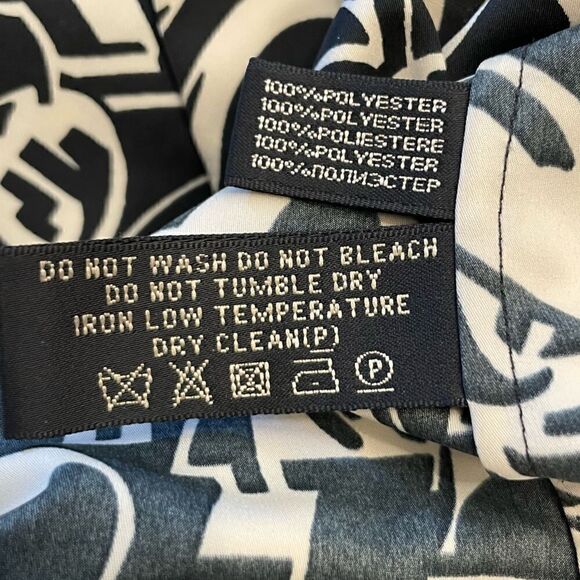 100%POLYESTER
100%POLYESTER
100%POLIESTERE
100%POLYESTER
100%ПОЛИЭСТЕР
DO NOT WASH DO NOT BLEACH
DO NOT TUMBLE DRY
IRON LOW TEMPERATURE
DRY CLEAN(P)
P